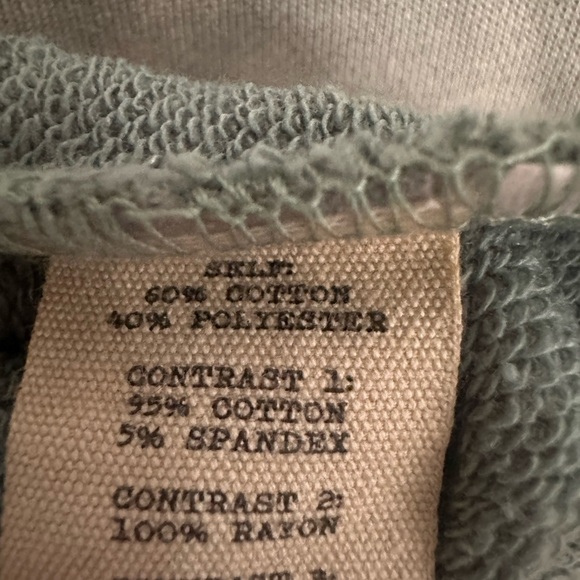 SELF:
60% COTTON
40% POLYESTER
CONTRAST 1:
95% COTTON
5% SPANDEX
CONTRAST 2:
100% RAYON